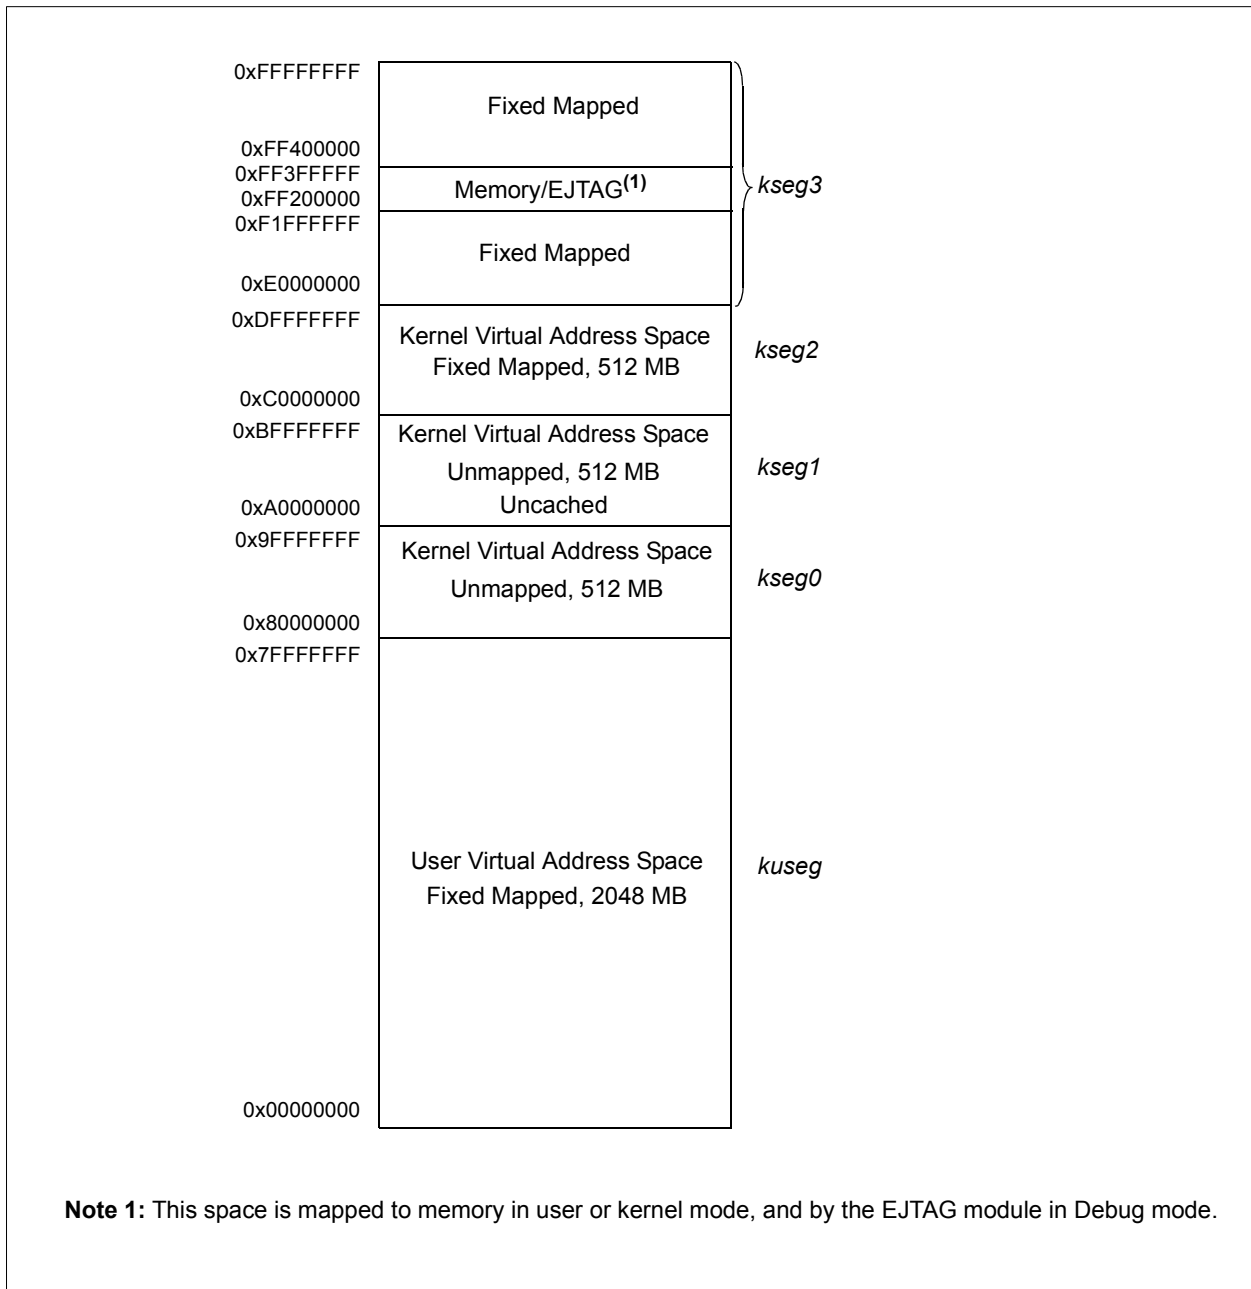 0xFFFFFFFF
Fixed Mapped
0xFF400000
0xFF3FFFFF
Memory/EJTAG(1)
kseg3
0xFF200000
0xF1FFFFFF
Fixed Mapped
0xE0000000
0xDFFFFFFF
Kernel Virtual Address Space
Fixed Mapped, 512 MB
kseg2
0xC0000000
0xBFFFFFFF
Kernel Virtual Address Space
Unmapped, 512 MB
kseg1
Uncached
0xA0000000
0x9FFFFFFF
Kernel Virtual Address Space
Unmapped, 512 MB
kseg0
0x80000000
0x7FFFFFFF
User Virtual Address Space
Fixed Mapped, 2048 MB
kuseg
0x00000000
Note 1: This space is mapped to memory in user or kernel mode, and by the EJTAG module in Debug mode.